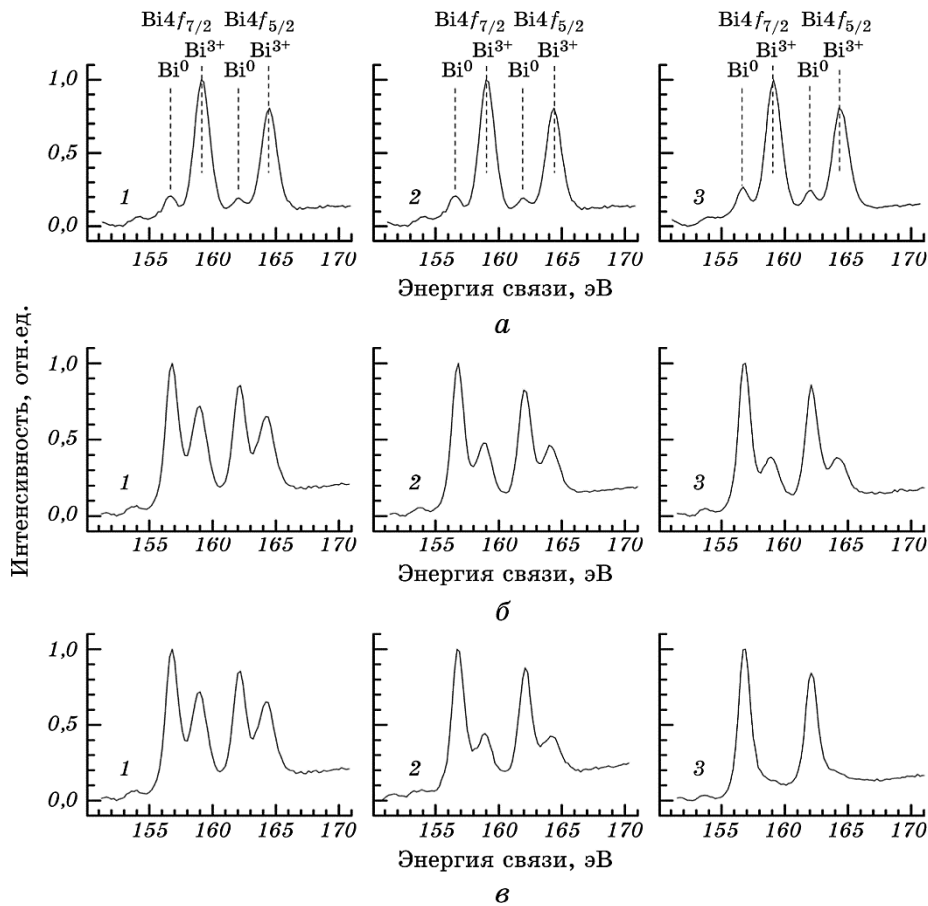 Bi4f7/2 Bi4f5/2 Bi4f7/2 Bi4f5/2 Bi4f7/2 Bi4f5/2
Bi3+ Bi3+ Bi3+ Bi3+ Bi3+ Bi3+
Bi0 Bi0 Bi0 Bi0 Bi0 Bi0
1,0
0,5
0,0
1 2 3
155 160 165 170 155 160 165 170 155 160 165 170
Энергия связи, эВ
а
Интенсивность, отн.ед.
1,0
0,5
0,0
1 2 3
155 160 165 170 155 160 165 170 155 160 165 170
Энергия связи, эВ
б
1,0
0,5
0,0
1 2 3
155 160 165 170 155 160 165 170 155 160 165 170
Энергия связи, эВ
в